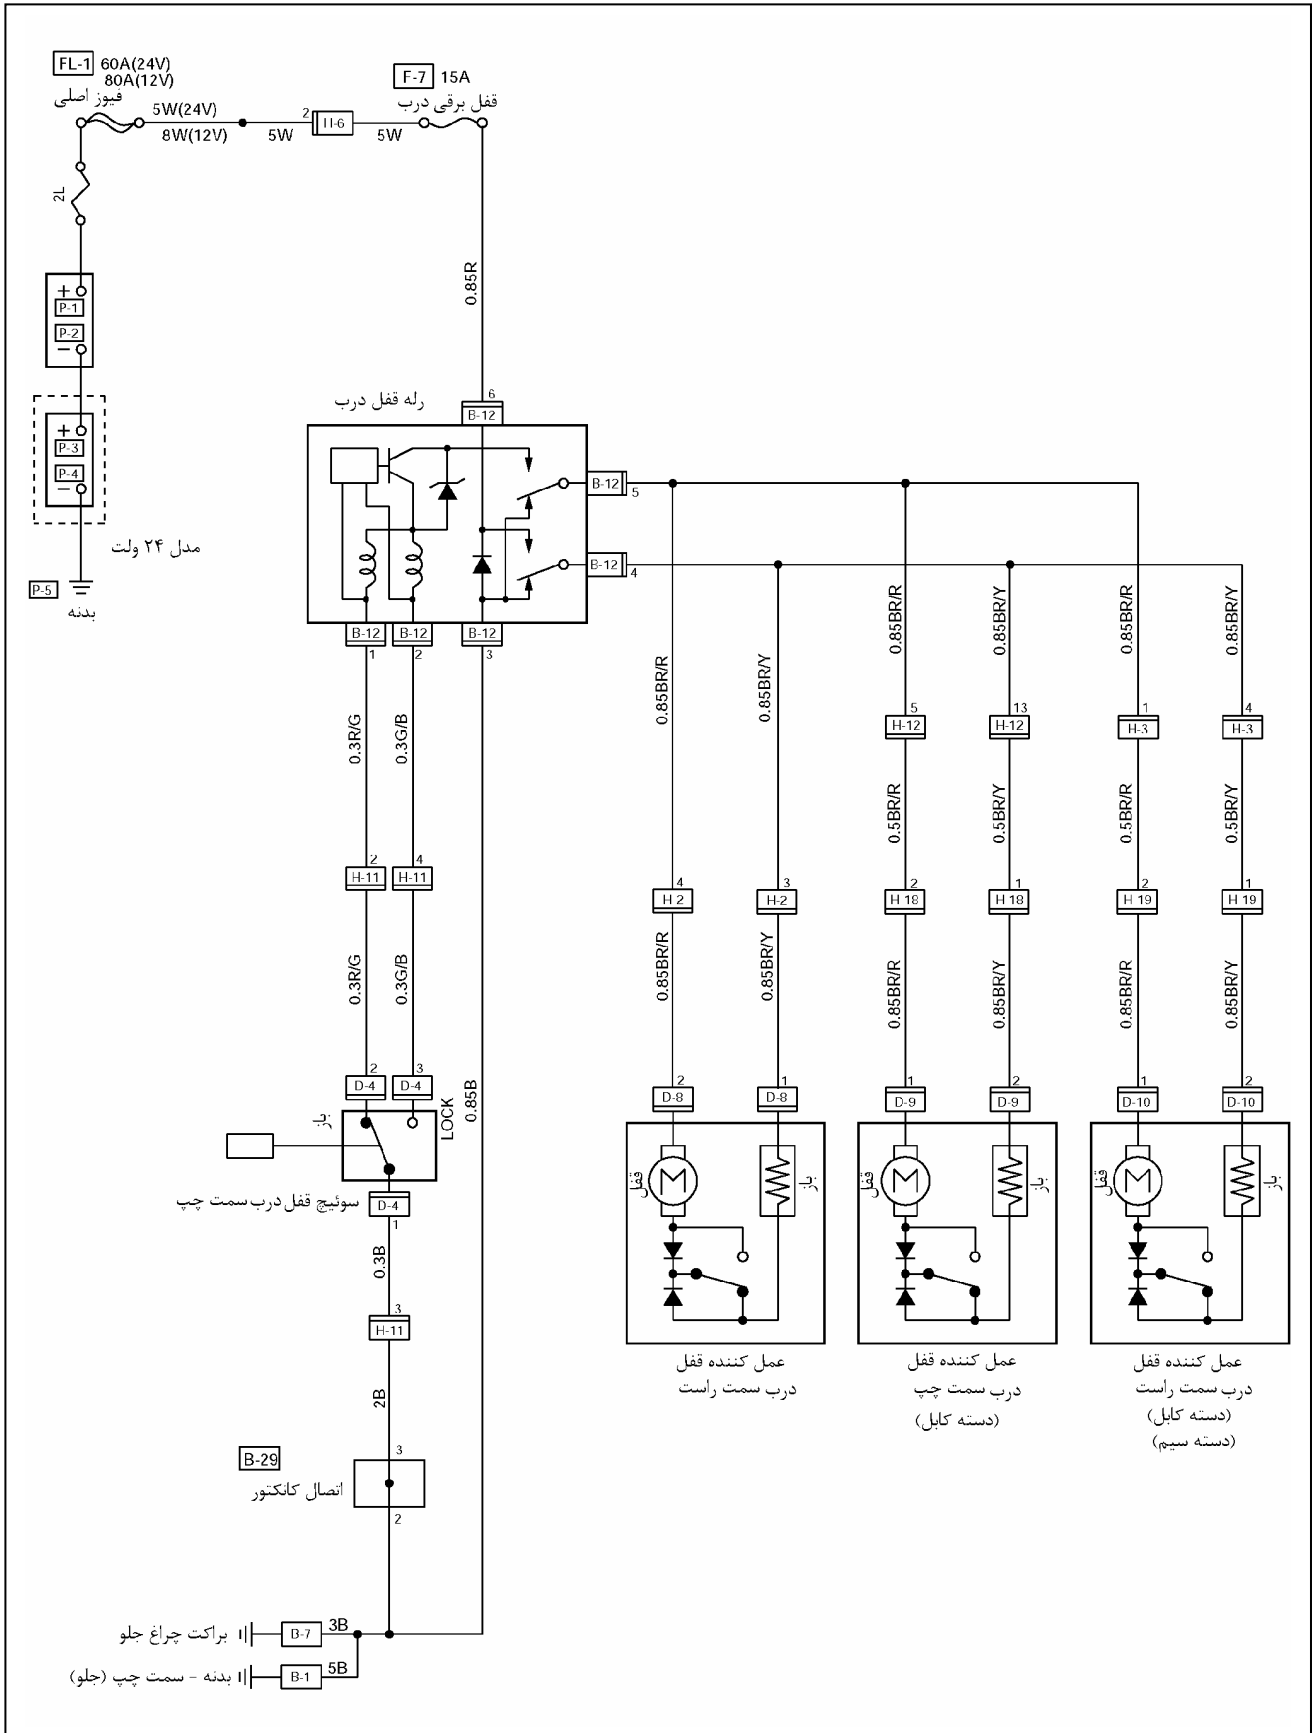 FL-1 60A(24V)
80A(12V)
فیوز اصلی
F-7 15A
قفل برقی درب
5W(24V)
8W(12V)
5W
2
H-6
5W
2L
0.85R
+
P-1
P-2
−
+
P-3
P-4
−
مدل ۲۴ ولت
P-5
بدنه
رله قفل درب
6
B-12
B-12
5
B-12
4
B-12
B-12
B-12
1
2
3
0.3R/G
0.3G/B
0.85BR/R
0.85BR/Y
0.85BR/R
0.85BR/Y
0.85BR/R
0.85BR/Y
5
H-12
13
H-12
1
H-3
4
H-3
0.5BR/R
0.5BR/Y
0.5BR/R
0.5BR/Y
2
H-11
4
H-11
4
H 2
3
H-2
2
H 18
1
H 18
2
H 19
1
H 19
0.3R/G
0.3G/B
0.85BR/R
0.85BR/Y
0.85BR/R
0.85BR/Y
0.85BR/R
0.85BR/Y
2
D-4
3
D-4
0.85B
2
D-8
1
D-8
1
D-9
2
D-9
1
D-10
2
D-10
باز
LOCK
قفل
M
باز
قفل
M
باز
قفل
M
باز
سوئیچ قفل درب سمت چپ
D-4
1
0.3B
3
H-11
2B
عمل کننده قفل
درب سمت راست
عمل کننده قفل
درب سمت چپ
(دسته کابل)
عمل کننده قفل
درب سمت راست
(دسته کابل)
(دسته سیم)
B-29
اتصال کانکتور
3
2
براکت چراغ جلو
B-7
3B
بدنه - سمت چپ (جلو)
B-1
5B